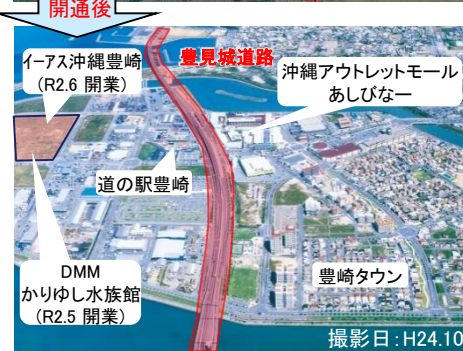 開通後
イーアス沖縄豊崎
(R2.6 開業)
豊見城道路
沖縄アウトレットモール
あしびなー
道の駅豊崎
DMM
かりゆし水族館
(R2.5 開業)
豊崎タウン
撮影日:H24.10